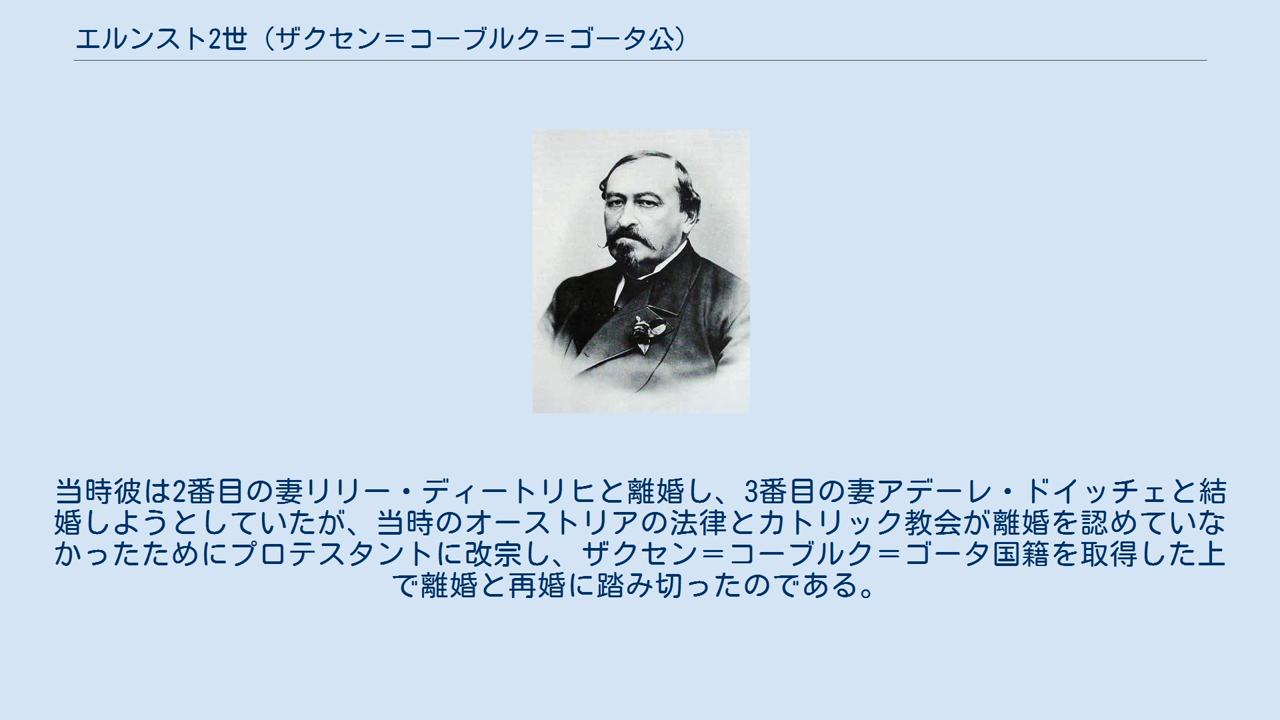 エルンスト2世（ザクセン＝コーブルク＝ゴータ公）
当時彼は2番目の妻リリー・ディートリヒと離婚し、3番目の妻アデーレ・ドイッチェと結
婚しようとしていたが、当時のオーストリアの法律とカトリック教会が離婚を認めていな
かったためにプロテスタントに改宗し、ザクセン＝コーブルク＝ゴータ国籍を取得した上
で離婚と再婚に踏み切ったのである。